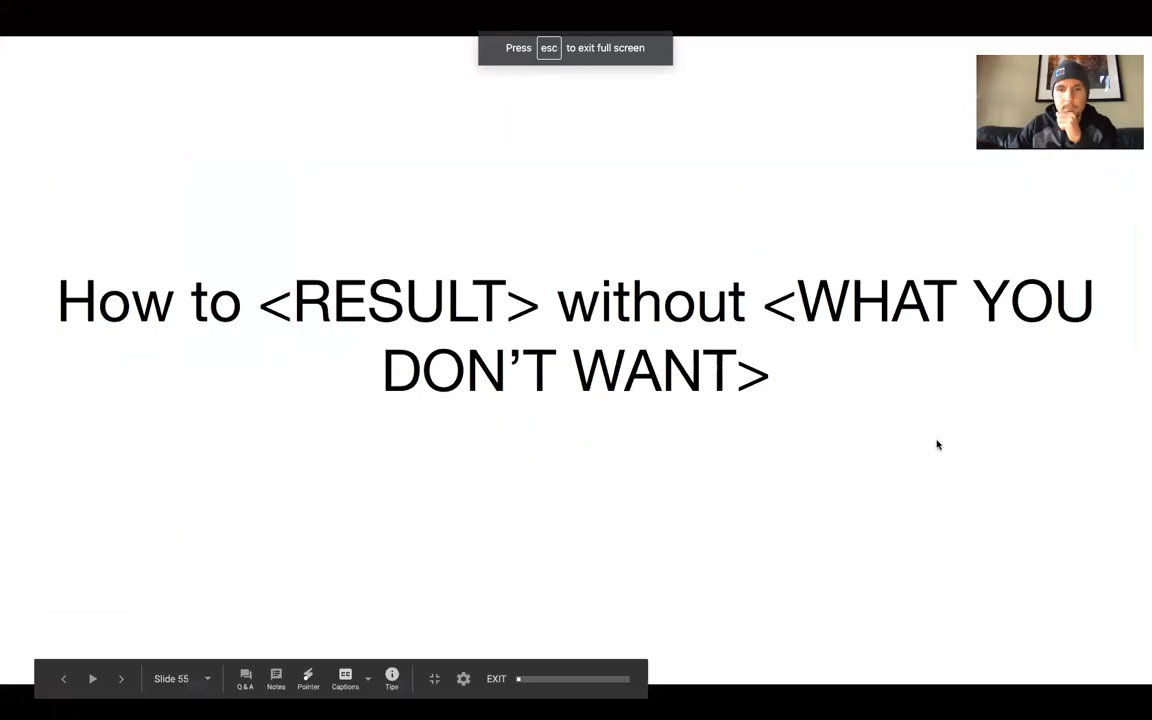 Press esc to exit full screen
How to <RESULT> without <WHAT YOU
DON’T WANT>
Slide 55
Q & A Notes Pointer Captions Tips
EXIT